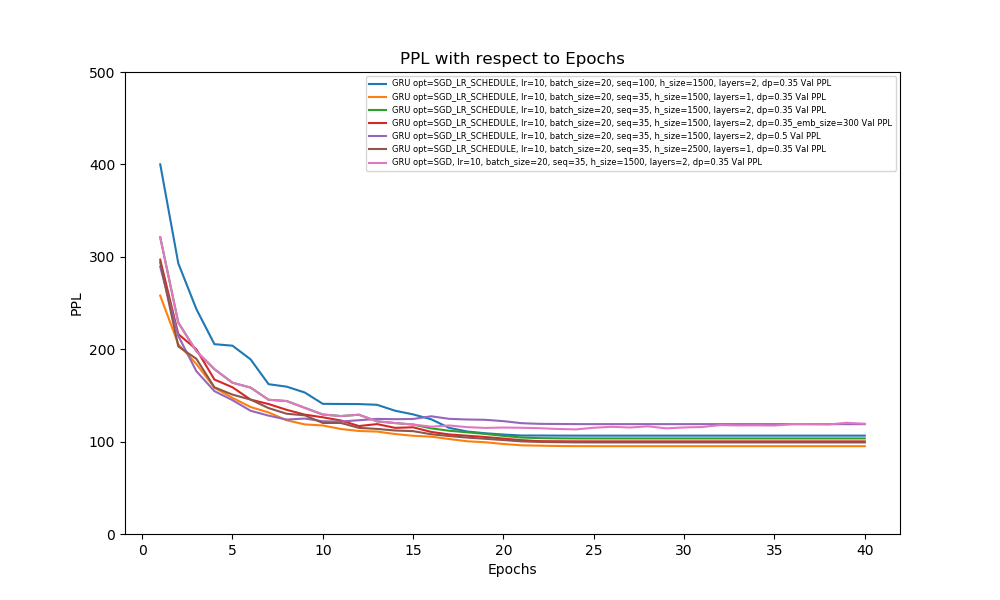 PPL with respect to Epochs
500
GRU opt=SGD_LR_SCHEDULE, lr=10, batch_size=20, seq=100, h_size=1500, layers=2, dp=0.35 Val PPL
GRU opt=SGD_LR_SCHEDULE, lr=10, batch_size=20, seq=35, h_size=1500, layers=1, dp=0.35 Val PPL
GRU opt=SGD_LR_SCHEDULE, lr=10, batch_size=20, seq=35, h_size=1500, layers=2, dp=0.35 Val PPL
GRU opt=SGD_LR_SCHEDULE, lr=10, batch_size=20, seq=35, h_size=1500, layers=2, dp=0.35_emb_size=300 Val PPL
GRU opt=SGD_LR_SCHEDULE, lr=10, batch_size=20, seq=35, h_size=1500, layers=2, dp=0.5 Val PPL
GRU opt=SGD_LR_SCHEDULE, lr=10, batch_size=20, seq=35, h_size=2500, layers=1, dp=0.35 Val PPL
GRU opt=SGD, lr=10, batch_size=20, seq=35, h_size=1500, layers=2, dp=0.35 Val PPL
400
300
PPL
200
100
0
0 5 10 15 20 25 30 35 40
Epochs